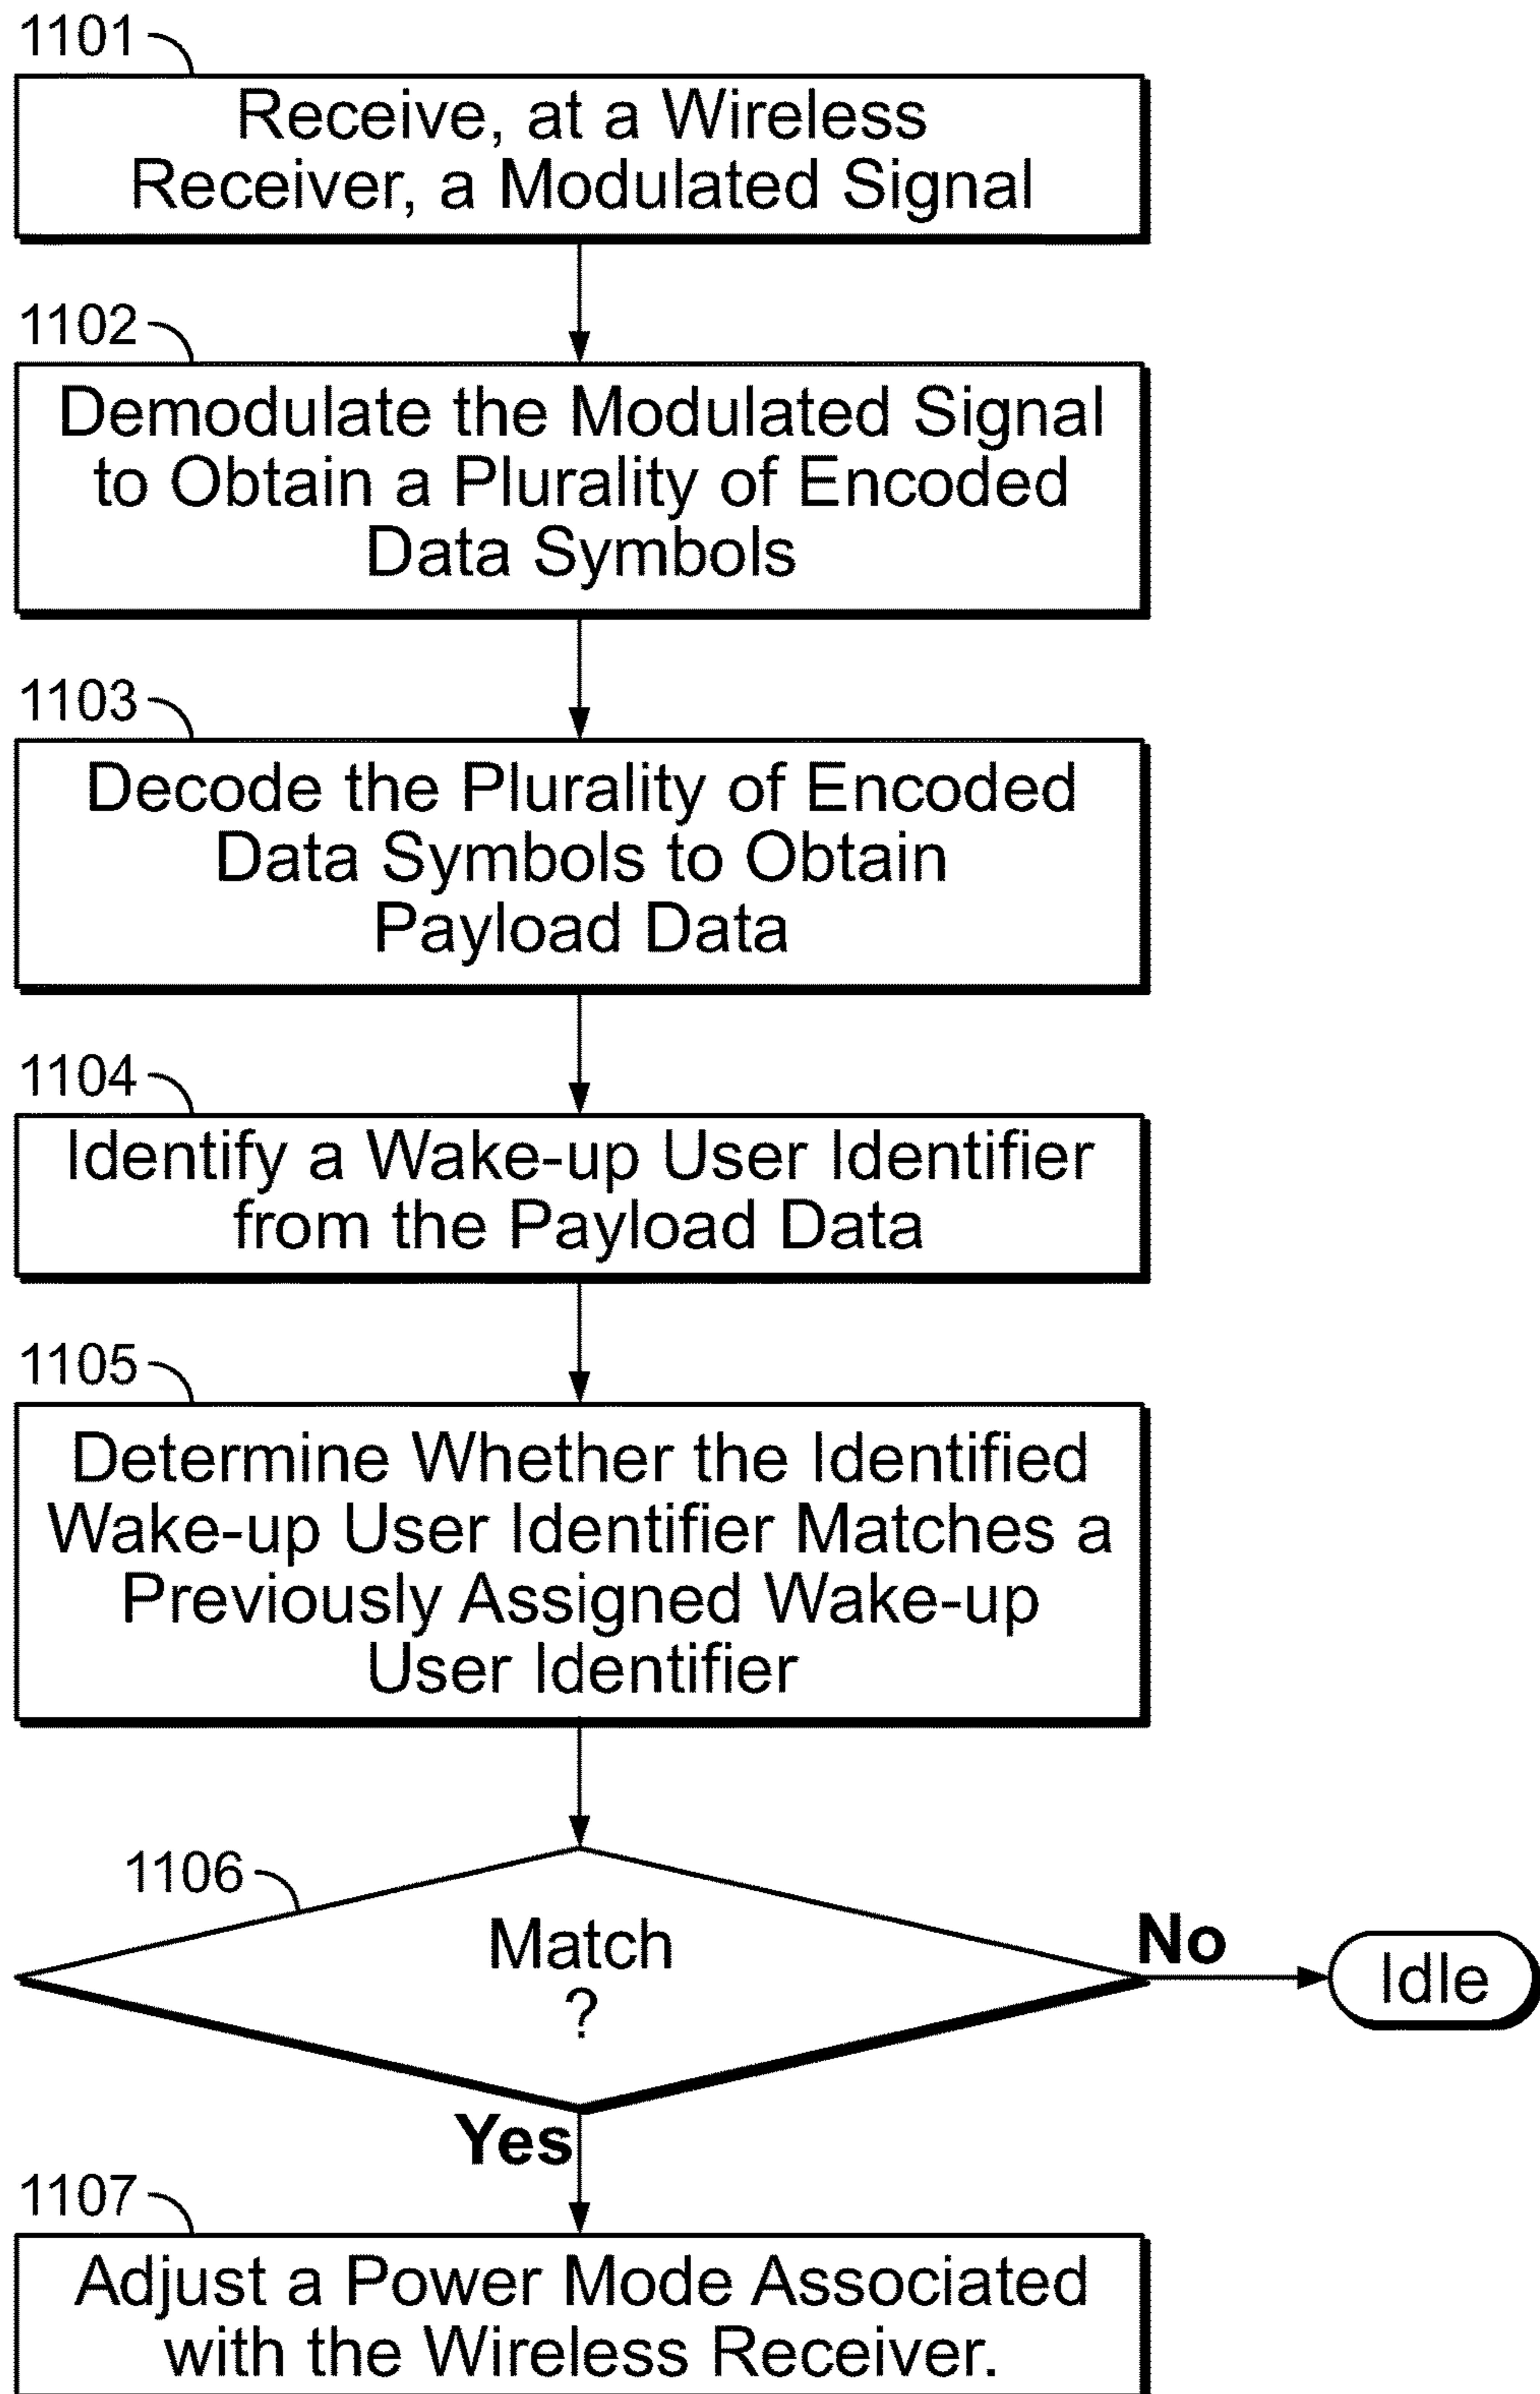 1101
Receive, at a Wireless
Receiver, a Modulated Signal
1102
Demodulate the Modulated Signal
to Obtain a Plurality of Encoded
Data Symbols
1103
Decode the Plurality of Encoded
Data Symbols to Obtain
Payload Data
1104
Identify a Wake-up User Identifier
from the Payload Data
1105
Determine Whether the Identified
Wake-up User Identifier Matches a
Previously Assigned Wake-up
User Identifier
1106
Match
?
No
Idle
Yes
1107
Adjust a Power Mode Associated
with the Wireless Receiver.